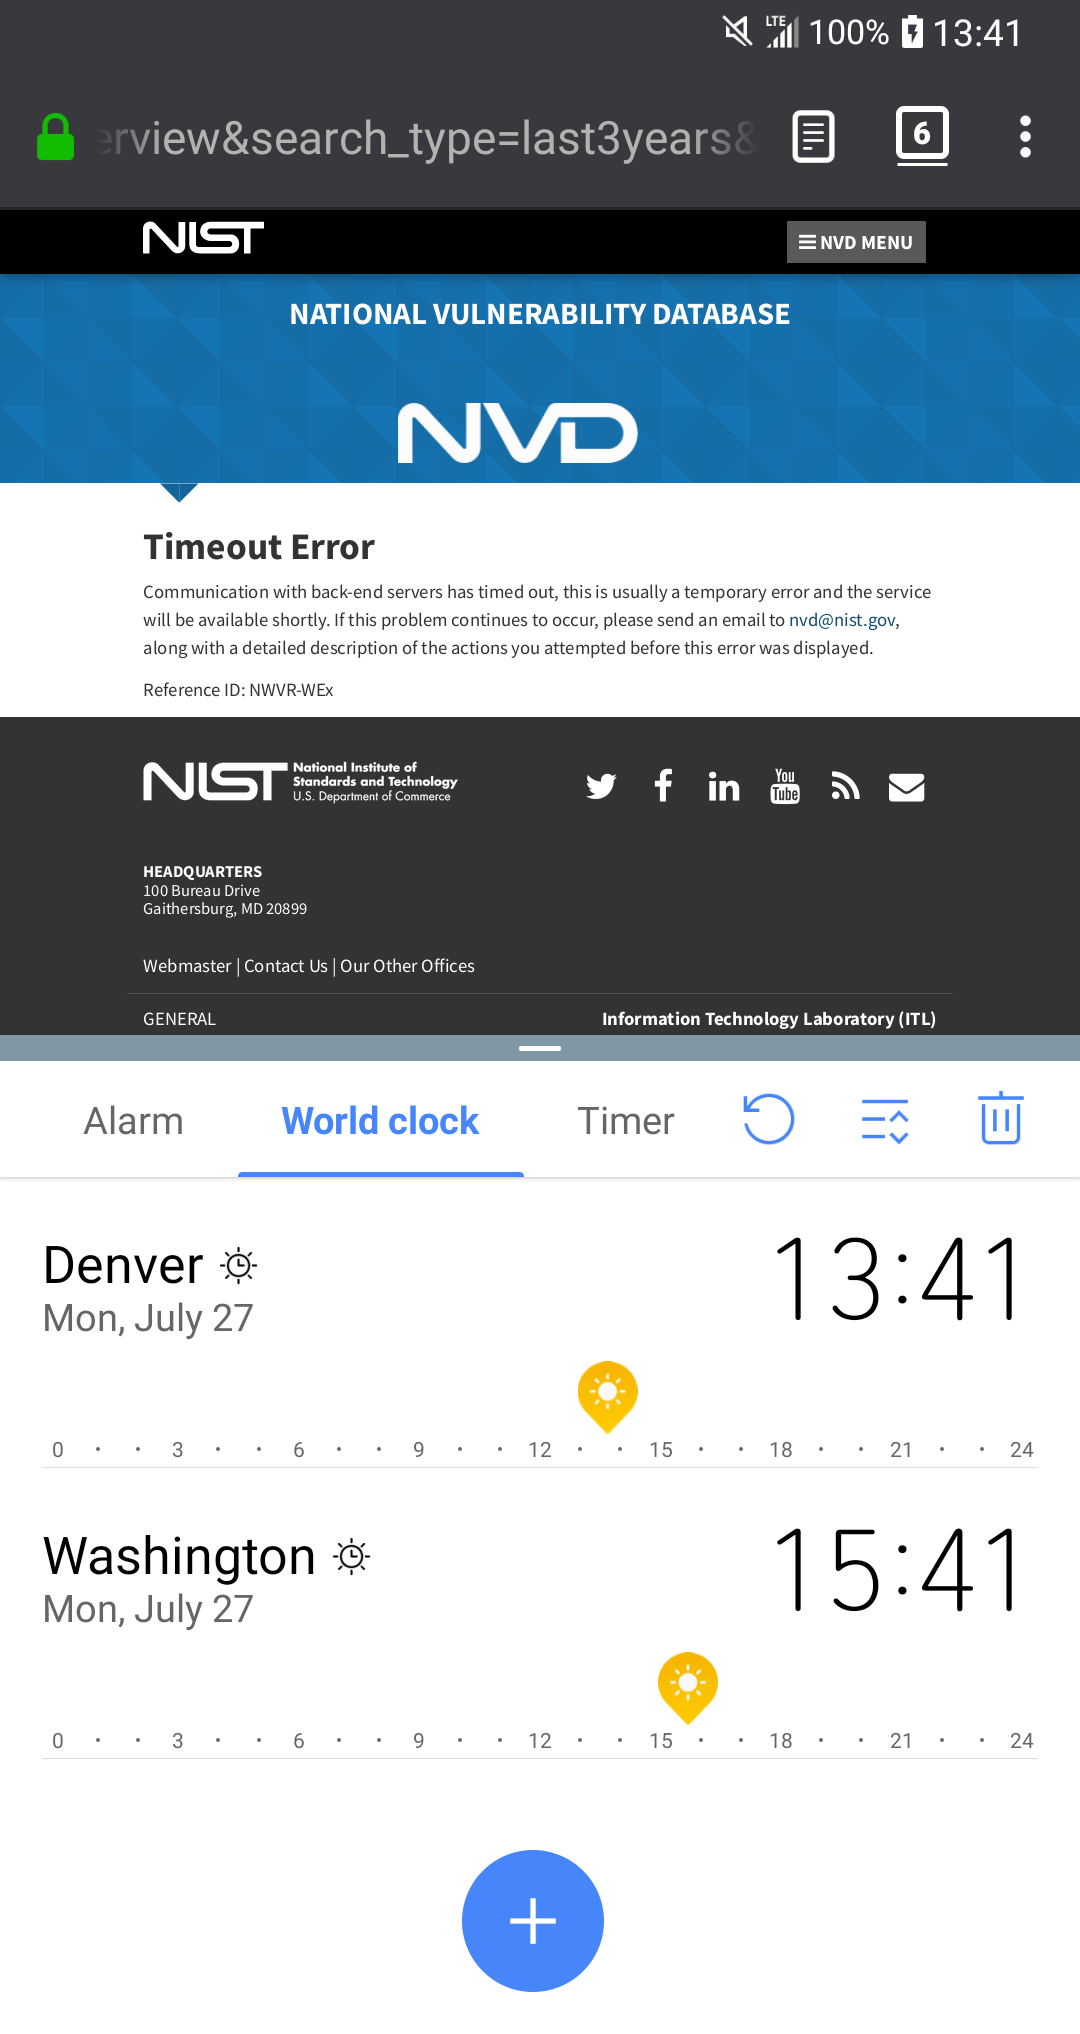 LTE 100% 13:41
erview&search_type=last3years&
6
NIST
NVD MENU
NATIONAL VULNERABILITY DATABASE
NVD
Timeout Error
Communication with back-end servers has timed out, this is usually a temporary error and the service
will be available shortly. If this problem continues to occur, please send an email to nvd@nist.gov,
along with a detailed description of the actions you attempted before this error was displayed.
Reference ID: NWVR-WEx
NIST National Institute of
Standards and Technology
U.S. Department of Commerce
You
Tube
HEADQUARTERS
100 Bureau Drive
Gaithersburg, MD 20899
Webmaster | Contact Us | Our Other Offices
GENERAL Information Technology Laboratory (ITL)
Alarm World clock Timer
Denver 13:41
Mon, July 27
0 · · 3 · · 6 · · 9 · · 12 · · 15 · · 18 · · 21 · · 24
Washington 15:41
Mon, July 27
0 · · 3 · · 6 · · 9 · · 12 · · 15 · · 18 · · 21 · · 24